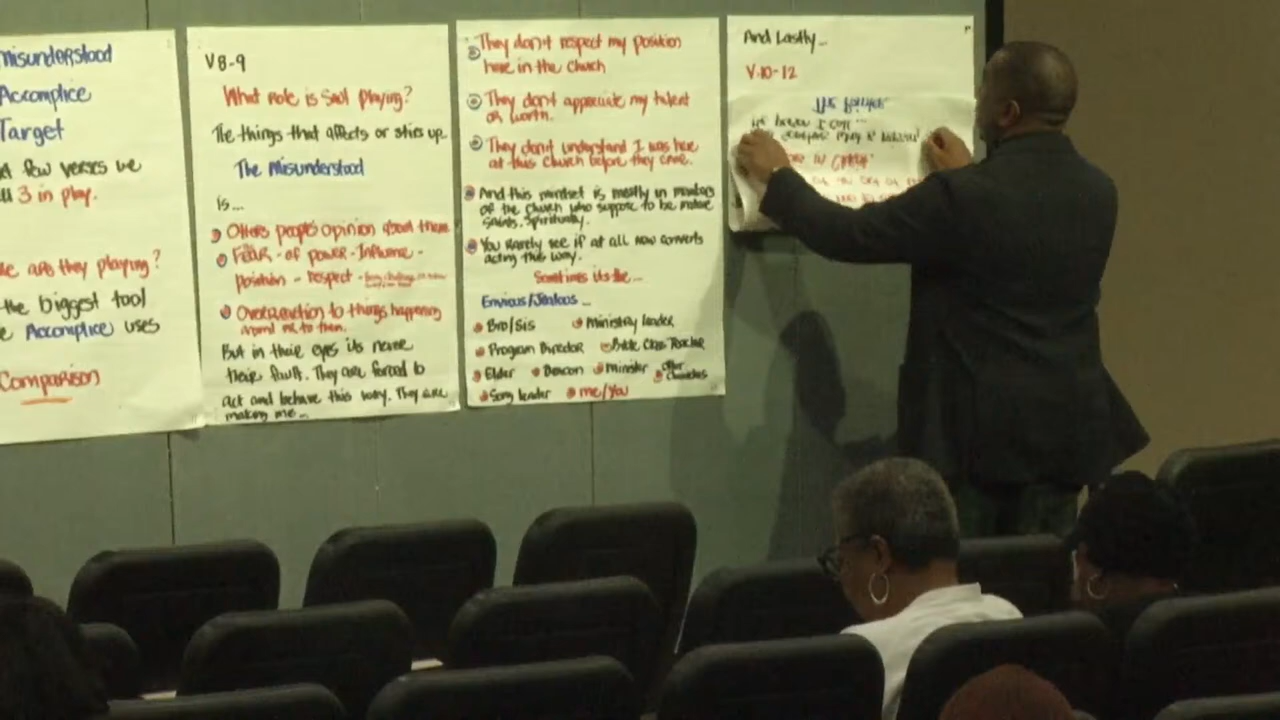 Misunderstood
Accomplice
Target
few verses we
3 in play.
are they playing?
the biggest tool
Accomplice uses
Comparison
V8-9
What role is Saul playing?
The things that affects or stirs up
The Misunderstood
is...
Others people's opinion about them
Fear - of power - Influence -
position - respect -
Overreaction to things happening
around me to them.
But in their eyes its never
their fault. They are forced to
act and behave this way. They are
making me...
They don't respect my position
here in the church
They don't appreciate my talent
or worth.
They don't understand I was here
at this church before they came.
And this mindset is mostly in members
of the church who suppose to be mature
Saints, Spiritually.
You rarely see if at all new converts
acting this way.
Sometimes its the...
Envious/Jealous...
Bro/Sis
Ministry leader
Program Director
Bible Class Teacher
Elder
Deacon
Minister
other
churches
Song leader
me/You
And Lastly...
V.10-12